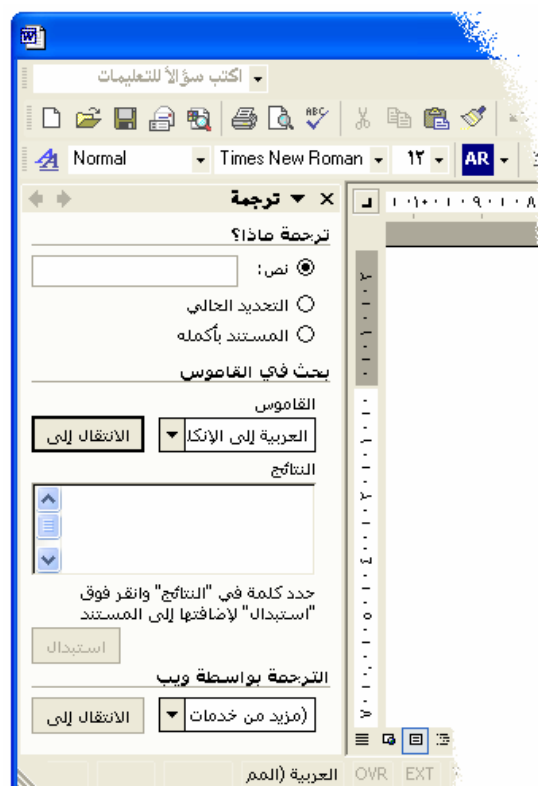 اكتب سؤالاً للتعليمات
ABC
Normal Times New Roman ١٢ AR
ترجمة
ترجمة ماذا؟
نص:
التحديد الحالي
المستند بأكمله
بحث في القاموس
القاموس
العربية إلى الإنكل الانتقال إلى
النتائج
حدد كلمة في "النتائج" وانقر فوق
"استبدال" لإضافتها إلى المستند
استبدال
الترجمة بواسطة ويب
(مزيد من خدمات الانتقال إلى
العربية (المم OVR EXT